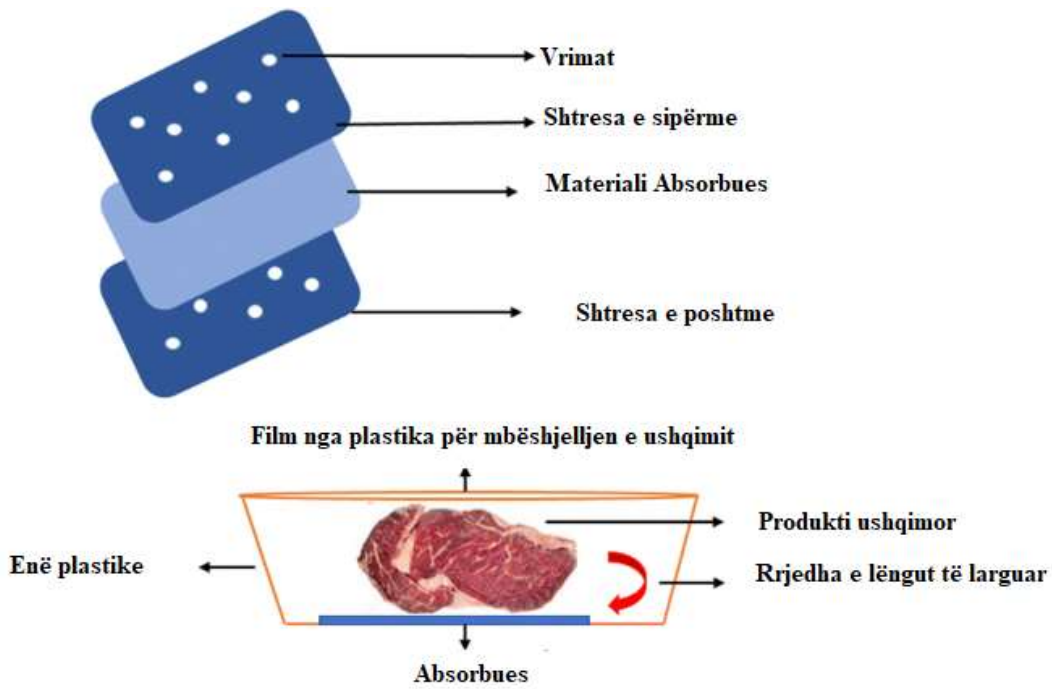 Vrimat
Shtresa e sipërme
Materiali Absorbues
Shtresa e poshtme
Film nga plastika për mbështjelljen e ushqimit
Produkti ushqimor
Enë plastike
Rrjedha e lëngut të larguar
Absorbues